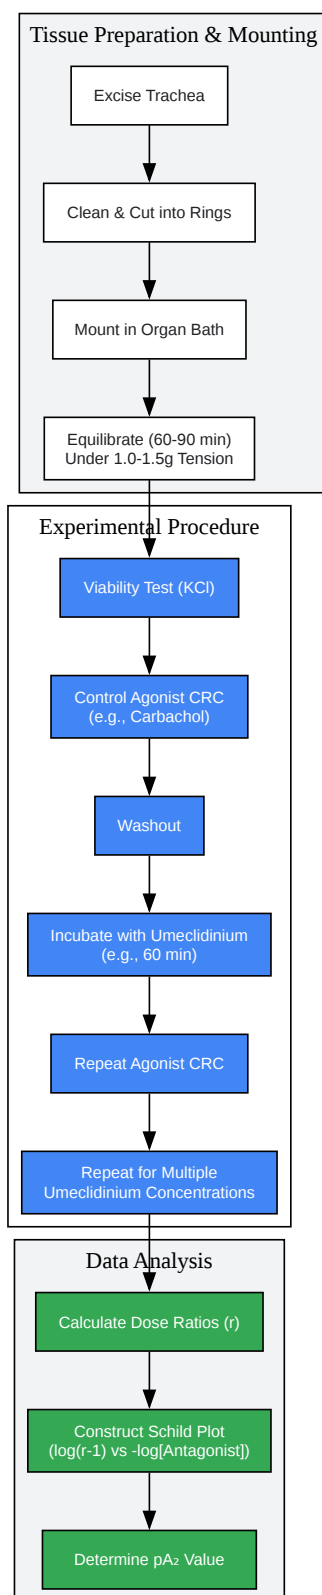 Tissue Preparation & Mounting
Excise Trachea
Clean & Cut into Rings
Mount in Organ Bath
Equilibrate (60-90 min)
Under 1.0-1.5g Tension
Experimental Procedure
Viability Test (KCl)
Control Agonist CRC
(e.g., Carbachol)
Washout
Incubate with Umeclidinium
(e.g., 60 min)
Repeat Agonist CRC
Repeat for Multiple
Umeclidinium Concentrations
Data Analysis
Calculate Dose Ratios (r)
Construct Schild Plot
(log(r-1) vs -log[Antagonist])
Determine pA₂ Value